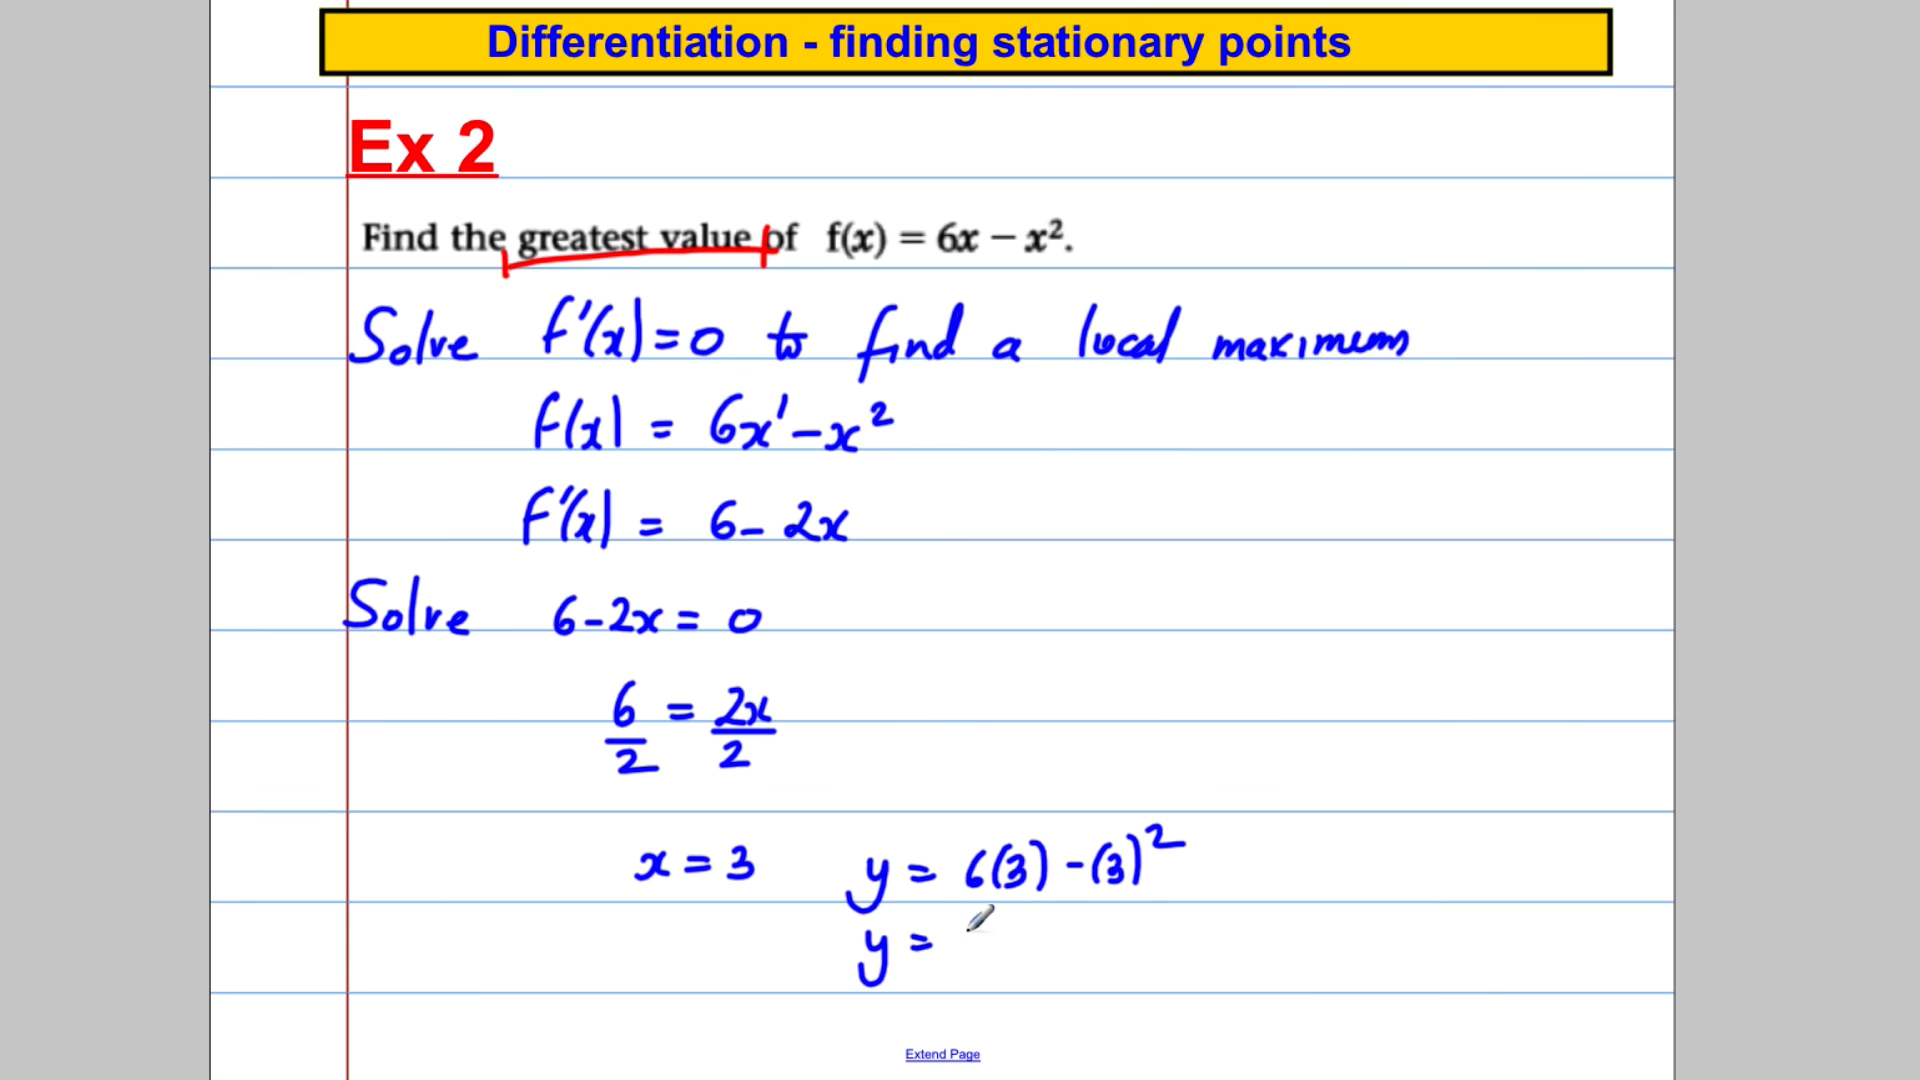 Differentiation - finding stationary points
Ex 2
Find the greatest value of f(x) = 6x − x².
Solve f'(x) = 0 to find a local maximum
f(x) = 6x¹ − x²
f'(x) = 6 − 2x
Solve 6 − 2x = 0
6/2 = 2x/2
x = 3 y = 6(3) − (3)²
y =
Extend Page